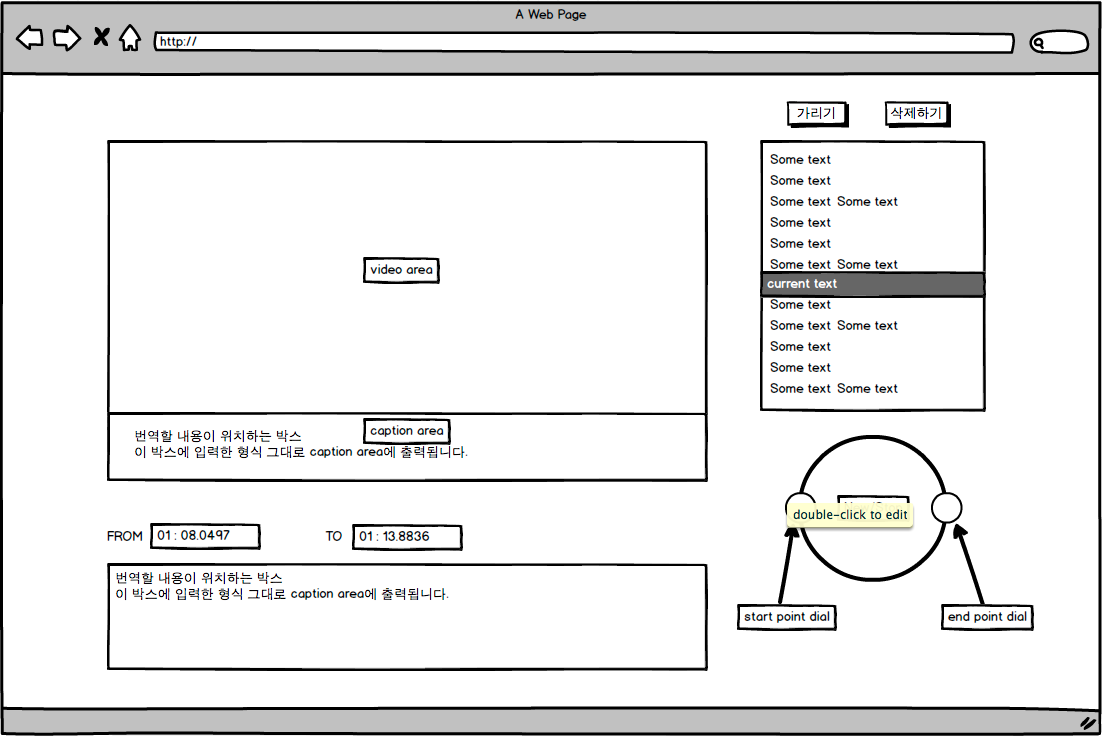 A Web Page
http://
가리기 삭제하기
video area
caption area
번역할 내용이 위치하는 박스
이 박스에 입력한 형식 그대로 caption area에 출력됩니다.
FROM 01 : 08.0497 TO 01 : 13.8836
번역할 내용이 위치하는 박스
이 박스에 입력한 형식 그대로 caption area에 출력됩니다.
Some text
Some text
Some text Some text
Some text
Some text
Some text Some text
current text
Some text
Some text Some text
Some text
Some text
Some text Some text
double-click to edit
start point dial
end point dial